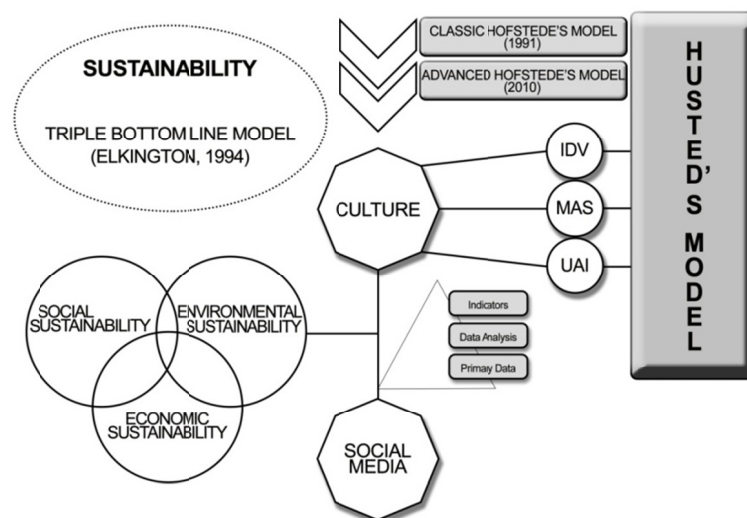 SUSTAINABILITY
TRIPLE BOTTOM LINE MODEL
(ELKINGTON, 1994)
CLASSIC HOFSTEDE'S MODEL
(1991)
ADVANCED HOFSTEDE'S MODEL
(2010)
HUSTED'S MODEL
IDV
CULTURE
MAS
UAI
SOCIAL
SUSTAINABILITY
ENVIRONMENTAL
SUSTAINABILITY
ECONOMIC
SUSTAINABILITY
Indicators
Data Analysis
Primary Data
SOCIAL
MEDIA